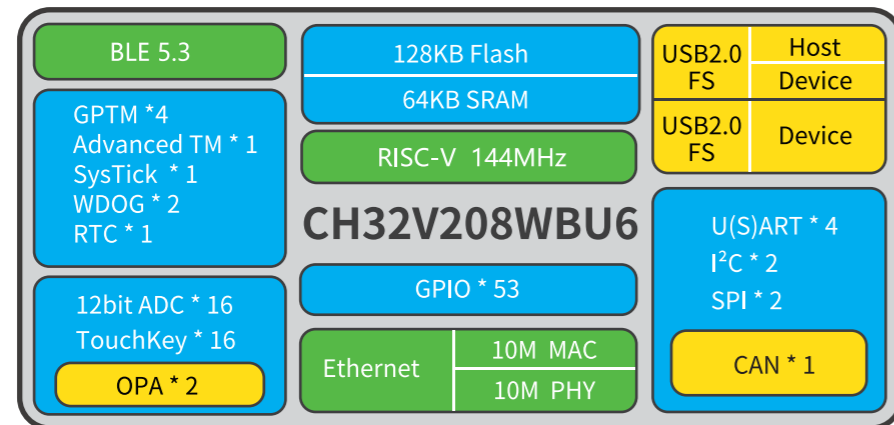 BLE 5.3
GPTM *4
Advanced TM * 1
SysTick * 1
WDOG * 2
RTC * 1
12bit ADC * 16
TouchKey * 16
OPA * 2
128KB Flash
64KB SRAM
RISC-V 144MHz
CH32V208WBU6
GPIO * 53
Ethernet
10M MAC
10M PHY
USB2.0
FS
Host
Device
USB2.0
FS
Device
U(S)ART * 4
I²C * 2
SPI * 2
CAN * 1